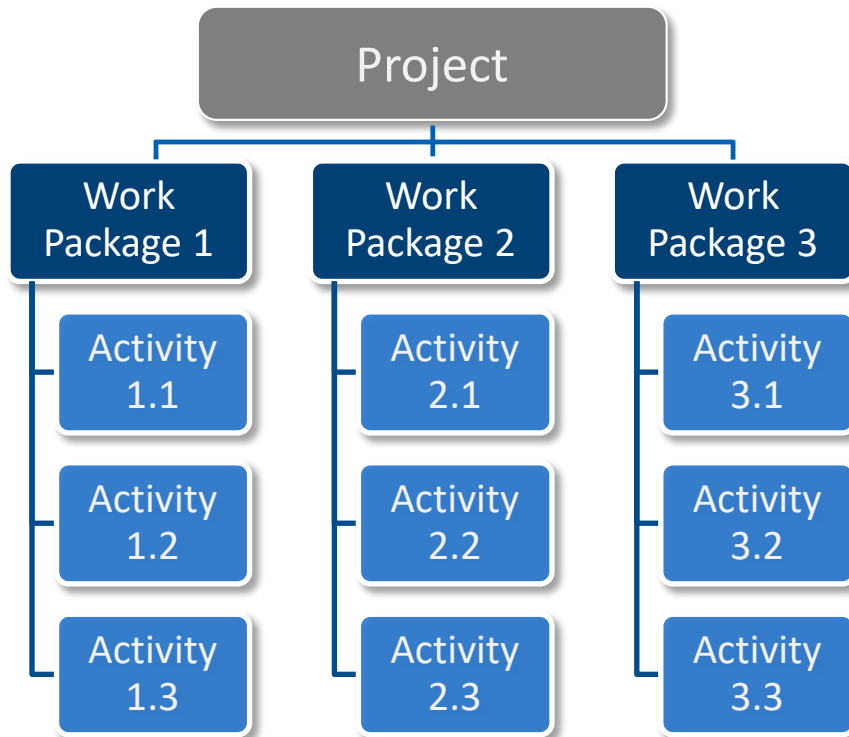 Project
Work
Package 1
Work
Package 2
Work
Package 3
Activity
1.1
Activity
2.1
Activity
3.1
Activity
1.2
Activity
2.2
Activity
3.2
Activity
1.3
Activity
2.3
Activity
3.3